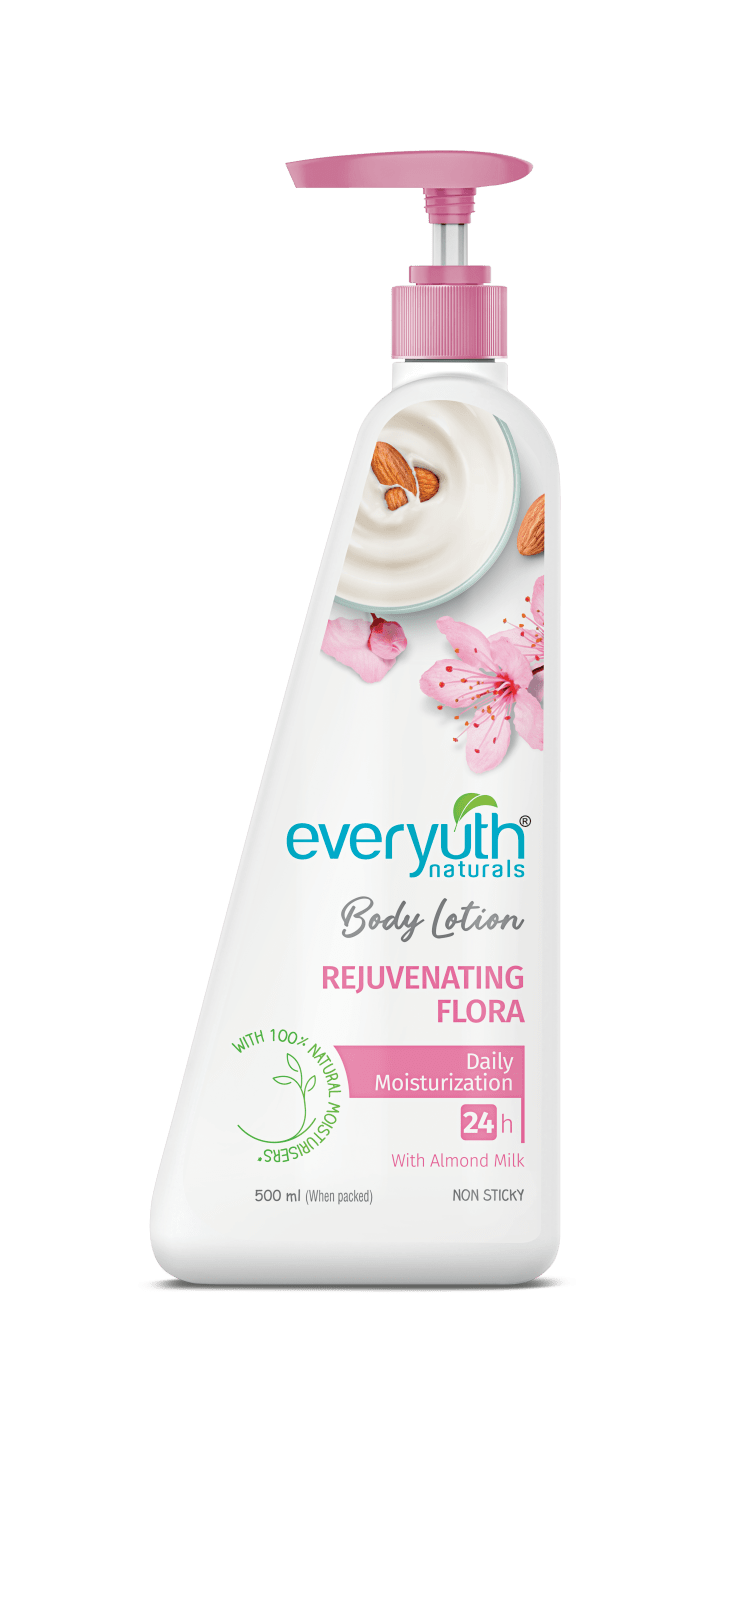 everyuth®
naturals
Body Lotion
REJUVENATING
FLORA
WITH 100% NATURAL MOISTURISERS*
Daily
Moisturization
24 h
With Almond Milk
500 ml (When packed)
NON STICKY